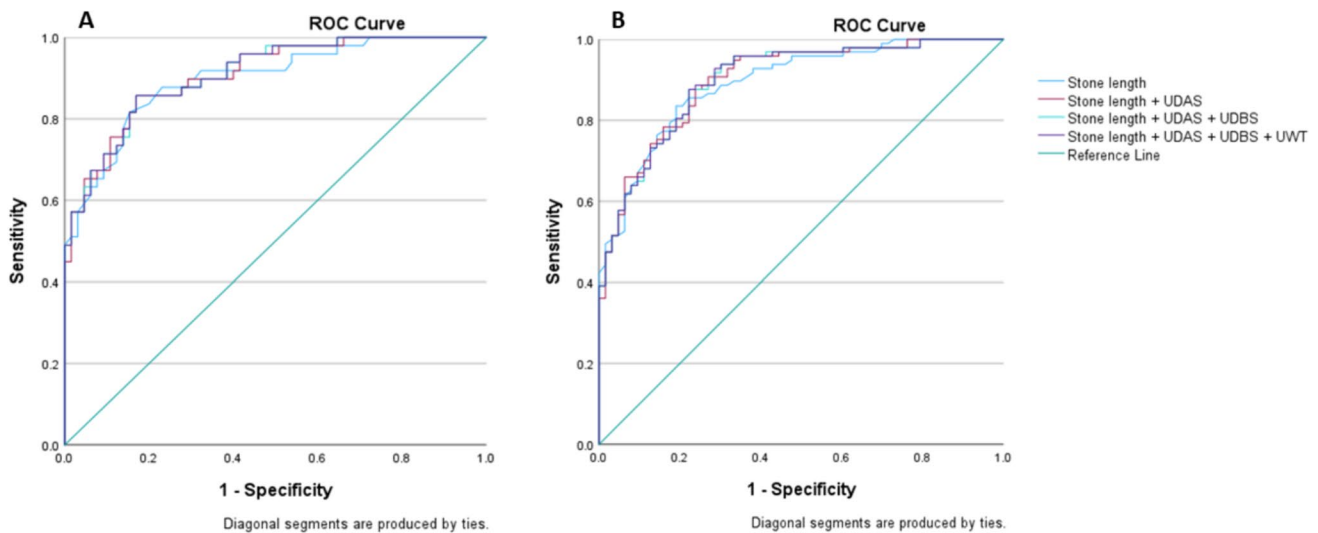 A
ROC Curve
1.0
0.8
0.6
0.4
0.2
0.0
Sensitivity
0.0 0.2 0.4 0.6 0.8 1.0
1 - Specificity
Diagonal segments are produced by ties.
B
ROC Curve
1.0
0.8
0.6
0.4
0.2
0.0
Sensitivity
0.0 0.2 0.4 0.6 0.8 1.0
1 - Specificity
Diagonal segments are produced by ties.
Stone length
Stone length + UDAS
Stone length + UDAS + UDBS
Stone length + UDAS + UDBS + UWT
Reference Line